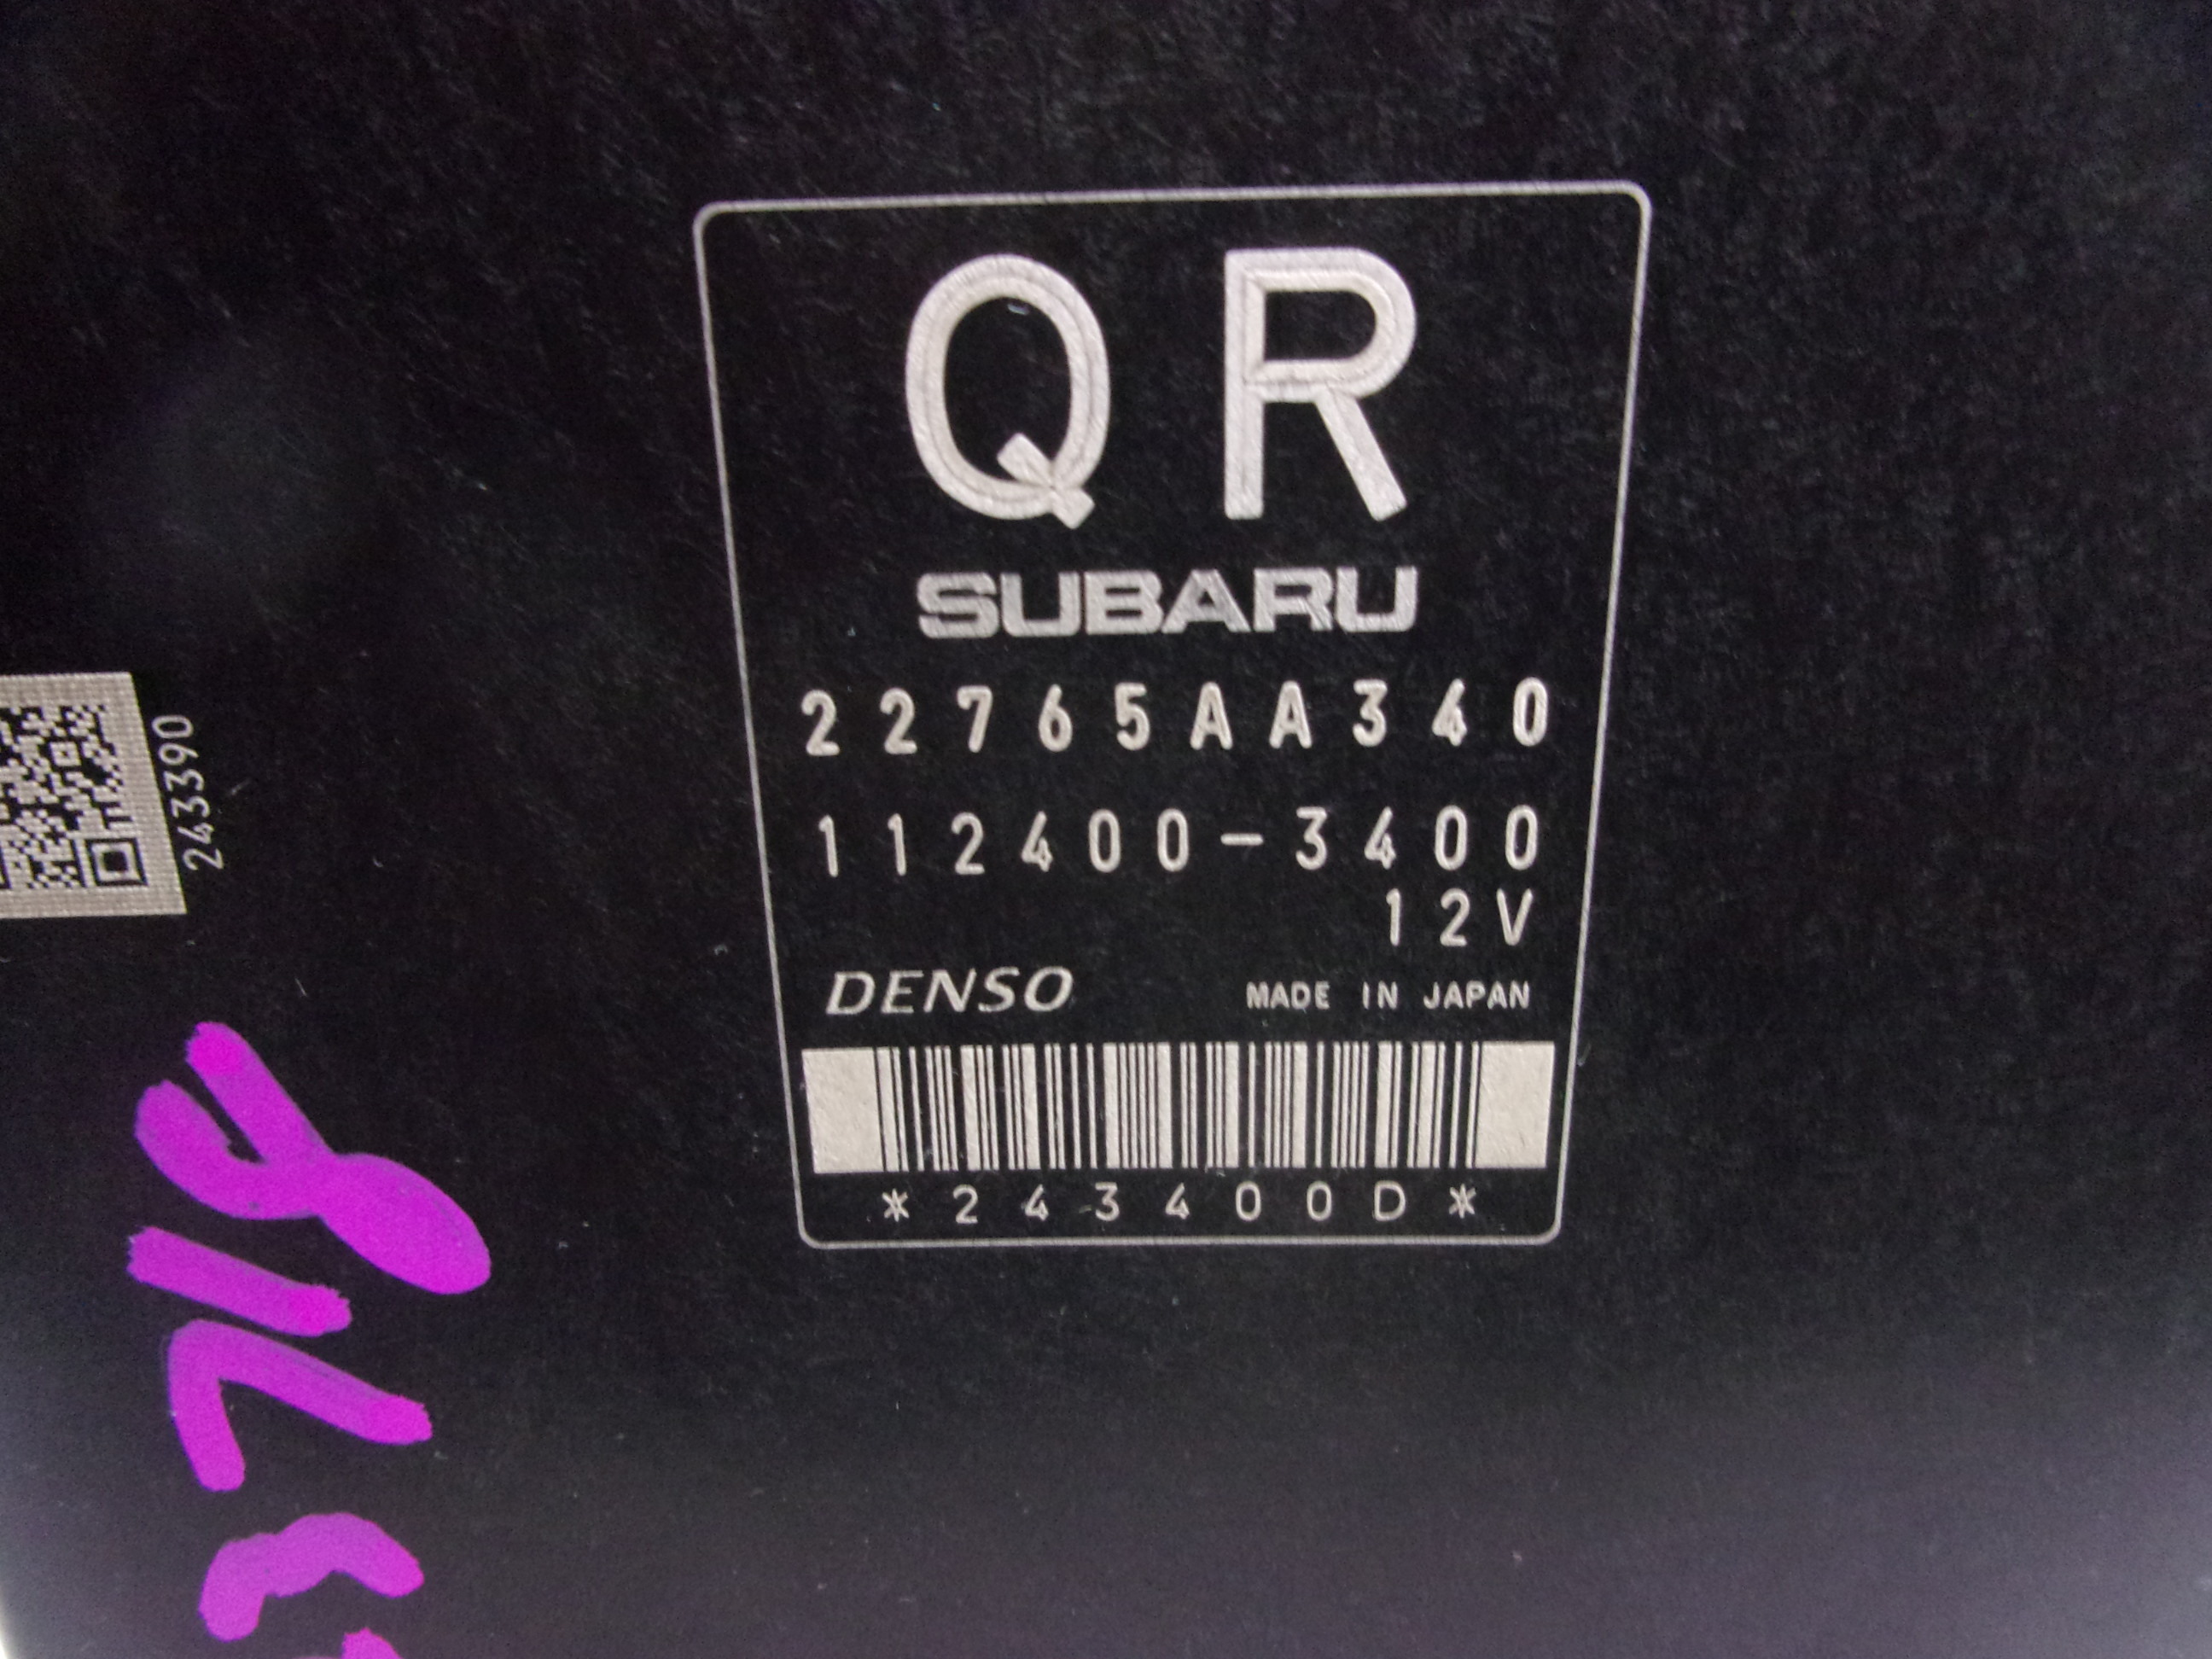 QR
SUBARU
22765AA340
112400-3400
12V
DENSO MADE IN JAPAN
*243400D*
243390